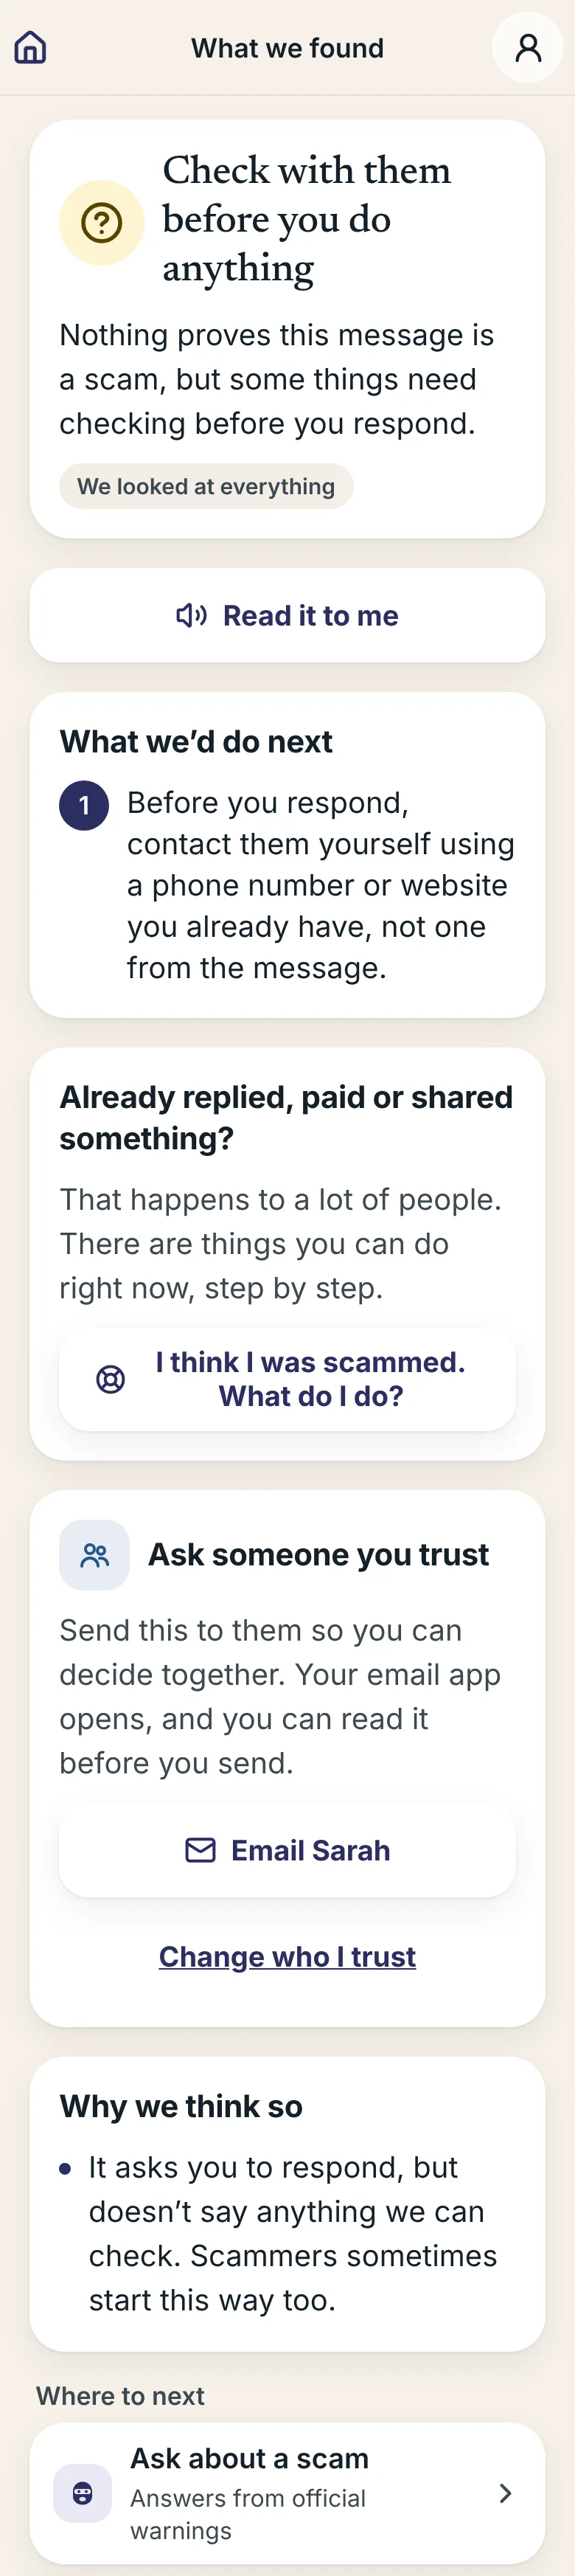 What we found
Check with them
before you do
anything
Nothing proves this message is
a scam, but some things need
checking before you respond.
We looked at everything
Read it to me
What we’d do next
1 Before you respond,
contact them yourself using
a phone number or website
you already have, not one
from the message.
Already replied, paid or shared
something?
That happens to a lot of people.
There are things you can do
right now, step by step.
I think I was scammed.
What do I do?
Ask someone you trust
Send this to them so you can
decide together. Your email app
opens, and you can read it
before you send.
Email Sarah
Change who I trust
Why we think so
• It asks you to respond, but
doesn’t say anything we can
check. Scammers sometimes
start this way too.
Where to next
Ask about a scam
Answers from official
warnings